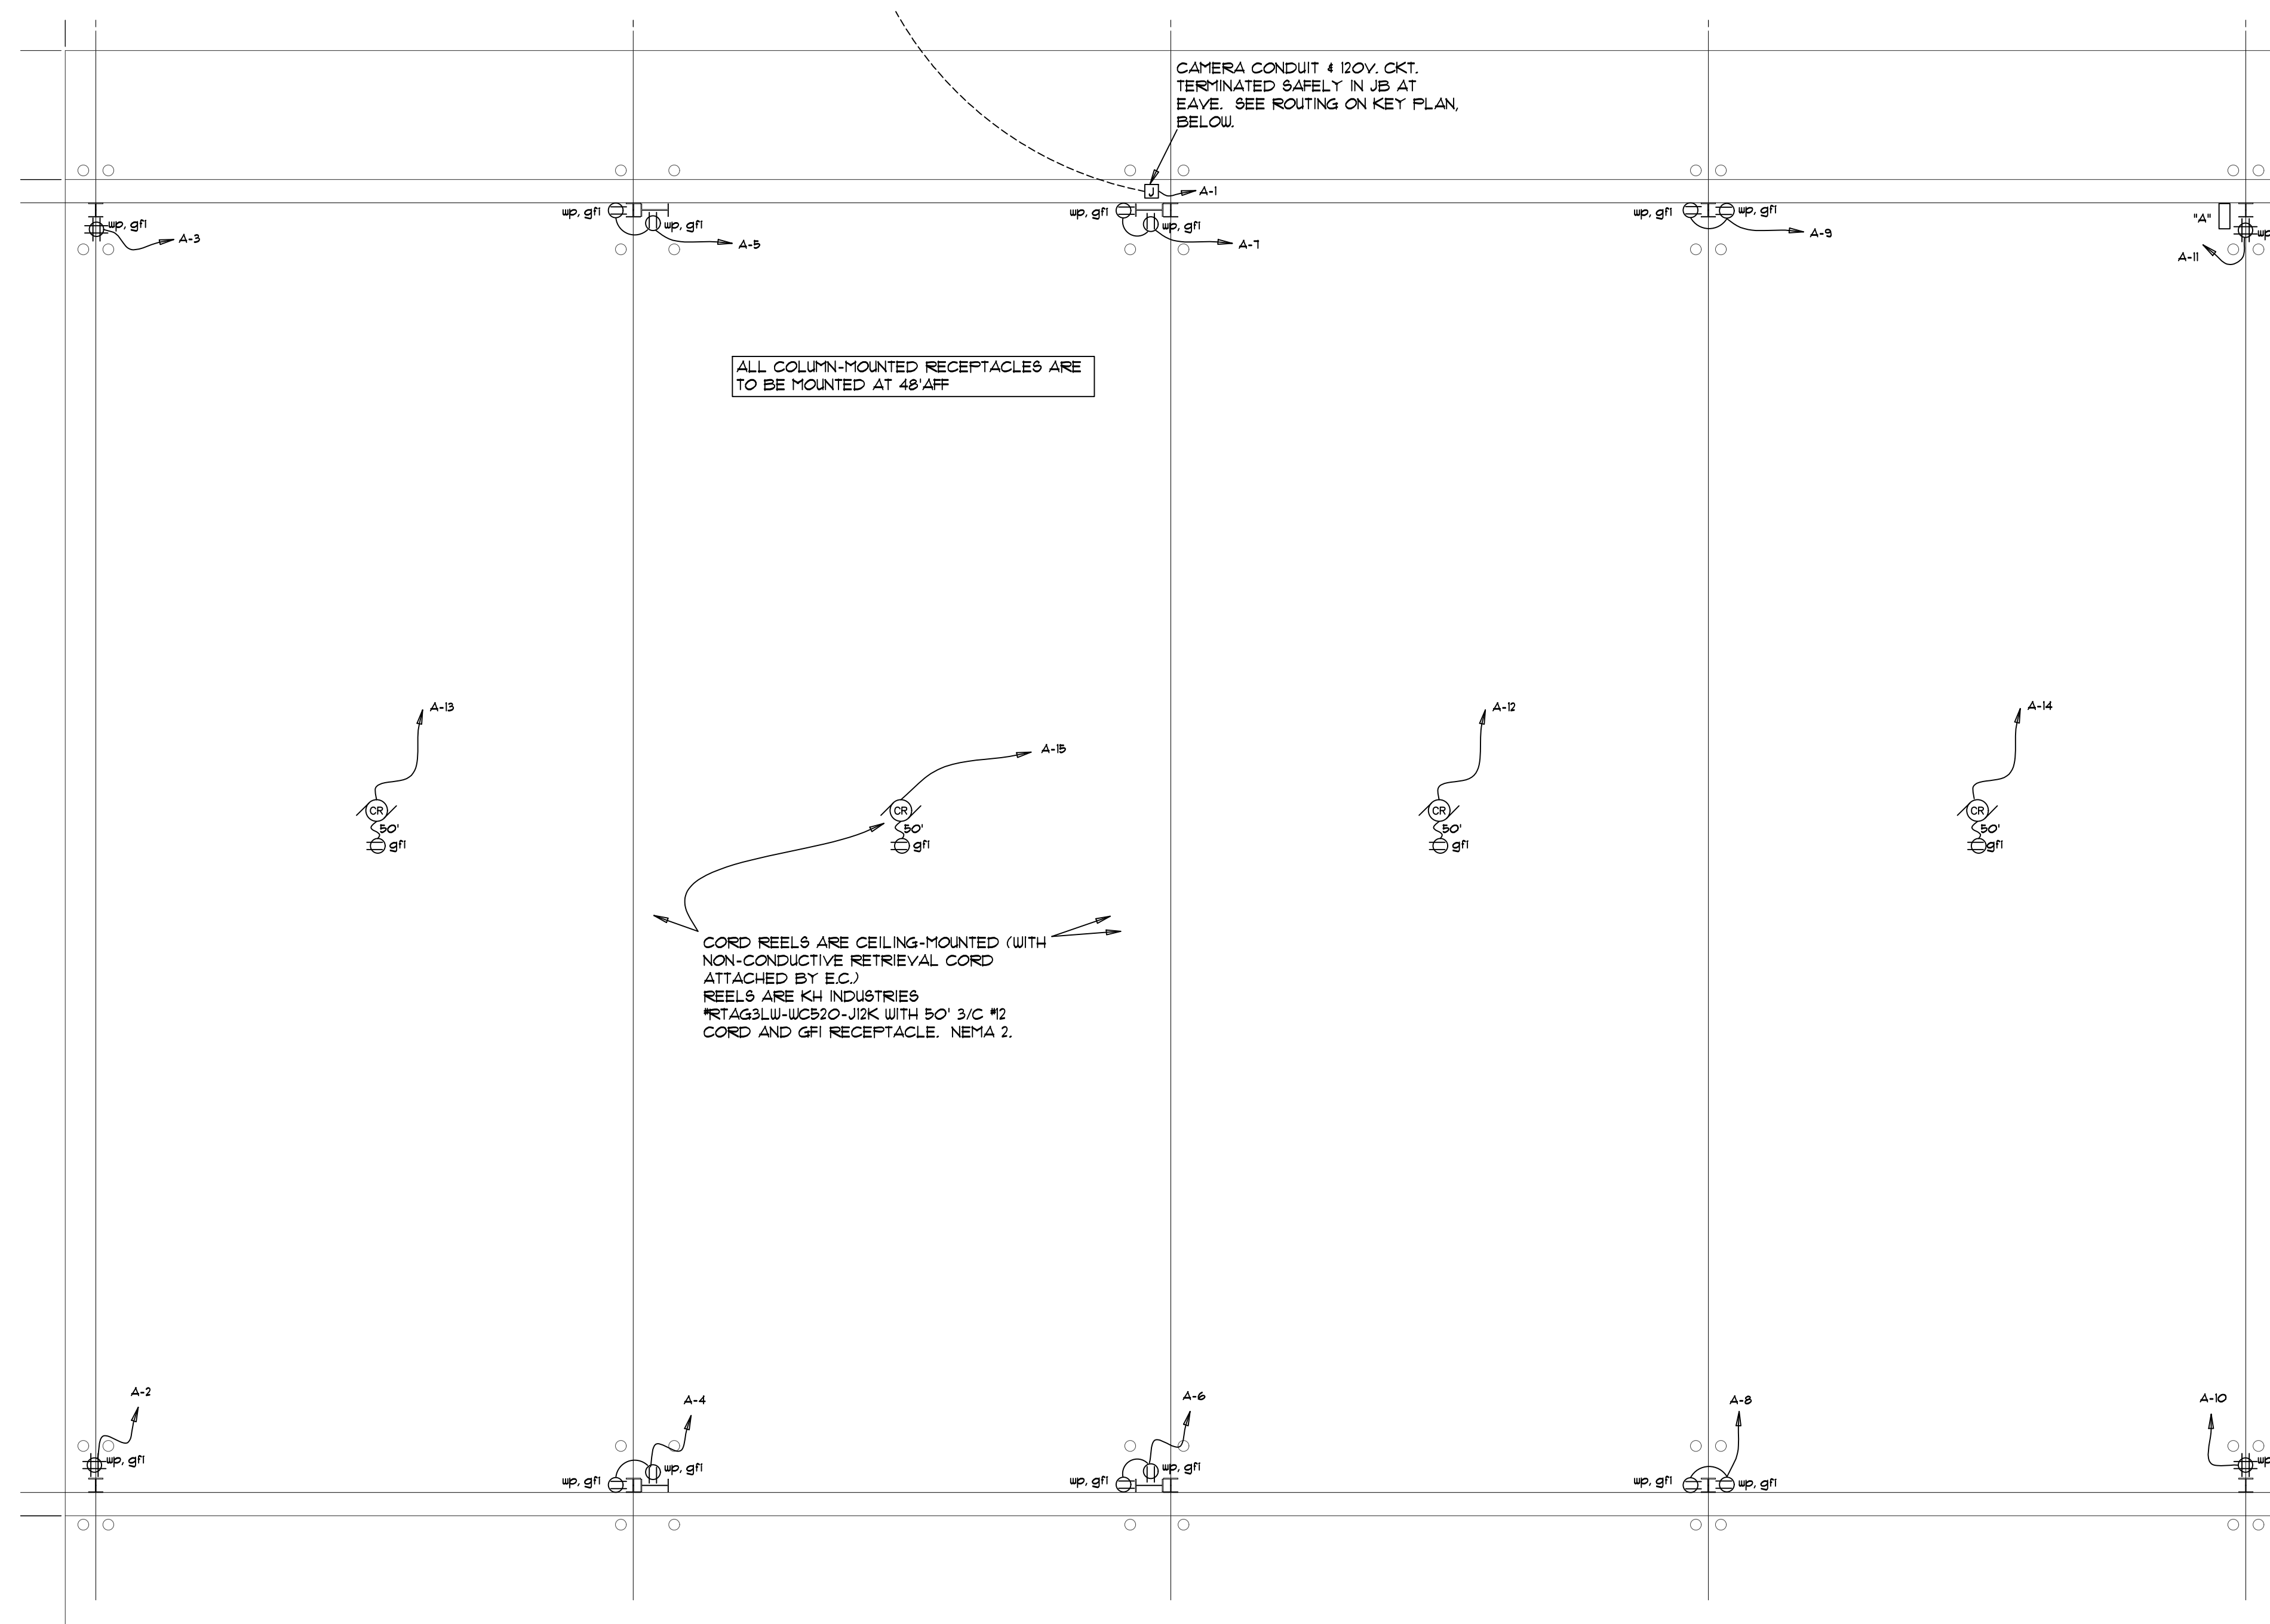 CAMERA CONDUIT & 120V. CKT.
TERMINATED SAFELY IN JB AT
EAVE. SEE ROUTING ON KEY PLAN,
BELOW.
J
A-1
wp, gfi
A-3
wp, gfi
wp, gfi
A-5
wp, gfi
wp, gfi
A-7
wp, gfi
wp, gfi
A-9
"A"
wp
A-11
ALL COLUMN-MOUNTED RECEPTACLES ARE
TO BE MOUNTED AT 48'AFF
A-13
CR
50'
gfi
A-15
CR
50'
gfi
A-12
CR
50'
gfi
A-14
CR
50'
gfi
CORD REELS ARE CEILING-MOUNTED (WITH
NON-CONDUCTIVE RETRIEVAL CORD
ATTACHED BY E.C.)
REELS ARE KH INDUSTRIES
#RTAG3LW-WC520-J12K WITH 50' 3/C #12
CORD AND GFI RECEPTACLE. NEMA 2.
A-2
wp, gfi
A-4
wp, gfi
wp, gfi
A-6
wp, gfi
wp, gfi
A-8
wp, gfi
wp, gfi
A-10
wp